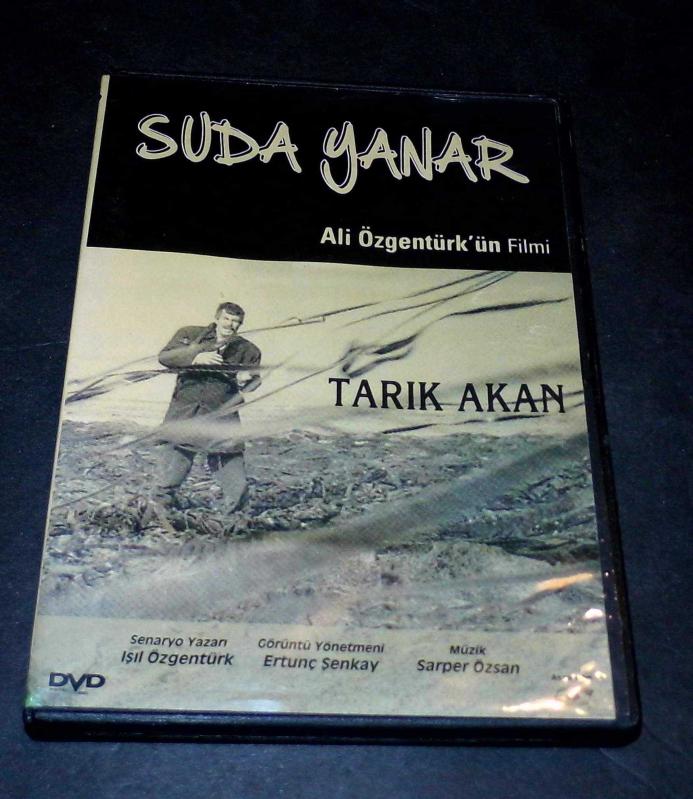 SUDA YANAR
Ali Özgentürk'ün Filmi
TARIK AKAN
Senaryo Yazarı
Işıl Özgentürk
Görüntü Yönetmeni
Ertunç Şenkay
Müzik
Sarper Özsan
DVD